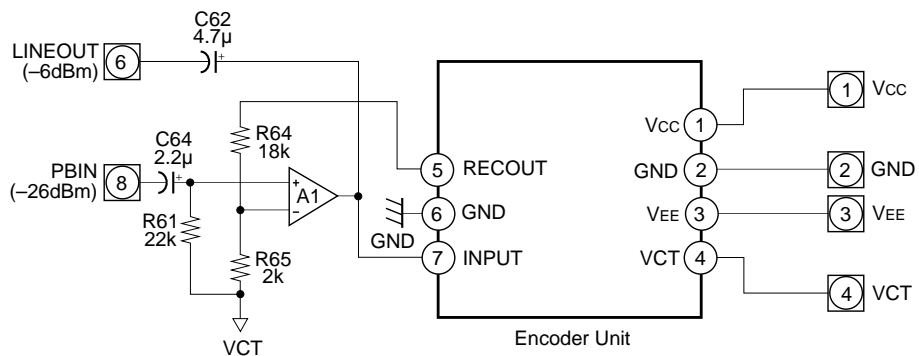 C62
4.7μ
LINEOUT
(–6dBm)
6
R64
18k
C64
2.2μ
PBIN
(–26dBm)
8
+
+
+
–
A1
R61
22k
R65
2k
VCT
5 RECOUT
6 GND
GND
7 INPUT
VCC 1
GND 2
VEE 3
VCT 4
1 VCC
2 GND
3 VEE
4 VCT
Encoder Unit